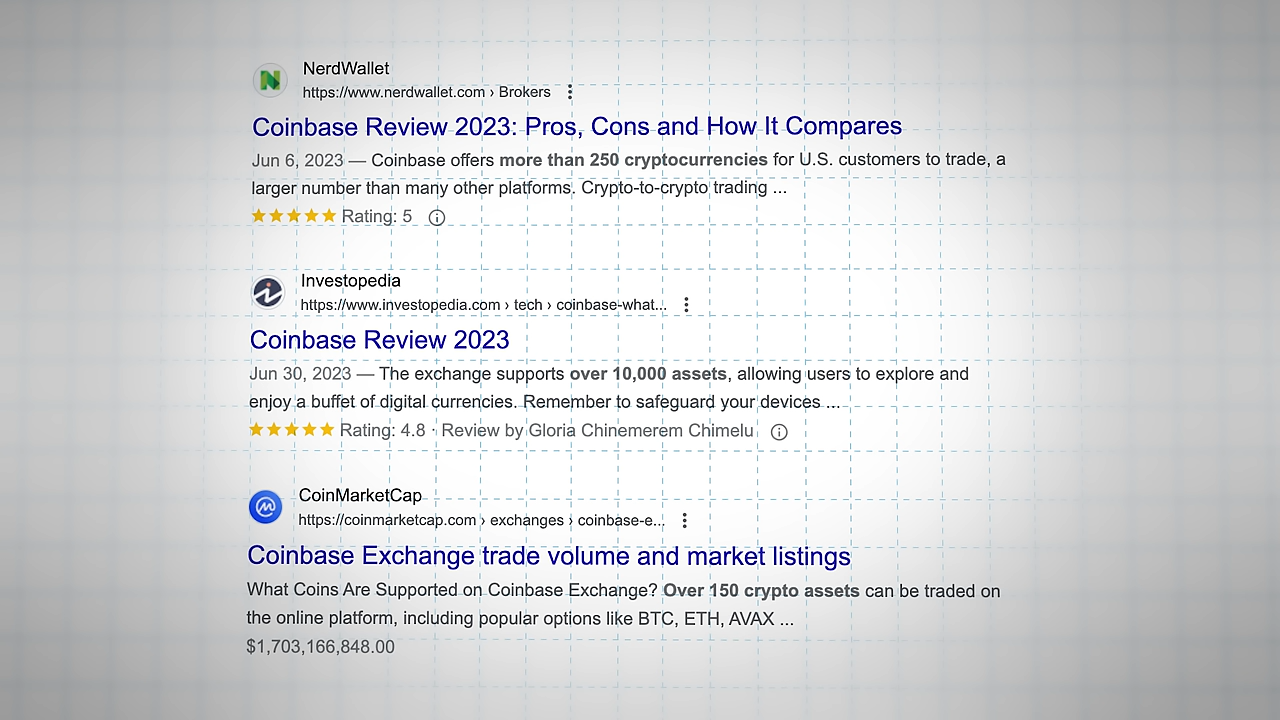 NerdWallet
https://www.nerdwallet.com › Brokers
Coinbase Review 2023: Pros, Cons and How It Compares
Jun 6, 2023 — Coinbase offers more than 250 cryptocurrencies for U.S. customers to trade, a
larger number than many other platforms. Crypto-to-crypto trading ...
Rating: 5
Investopedia
https://www.investopedia.com › tech › coinbase-what...
Coinbase Review 2023
Jun 30, 2023 — The exchange supports over 10,000 assets, allowing users to explore and
enjoy a buffet of digital currencies. Remember to safeguard your devices ...
Rating: 4.8 · Review by Gloria Chinemerem Chimelu
CoinMarketCap
https://coinmarketcap.com › exchanges › coinbase-e...
Coinbase Exchange trade volume and market listings
What Coins Are Supported on Coinbase Exchange? Over 150 crypto assets can be traded on
the online platform, including popular options like BTC, ETH, AVAX ...
$1,703,166,848.00